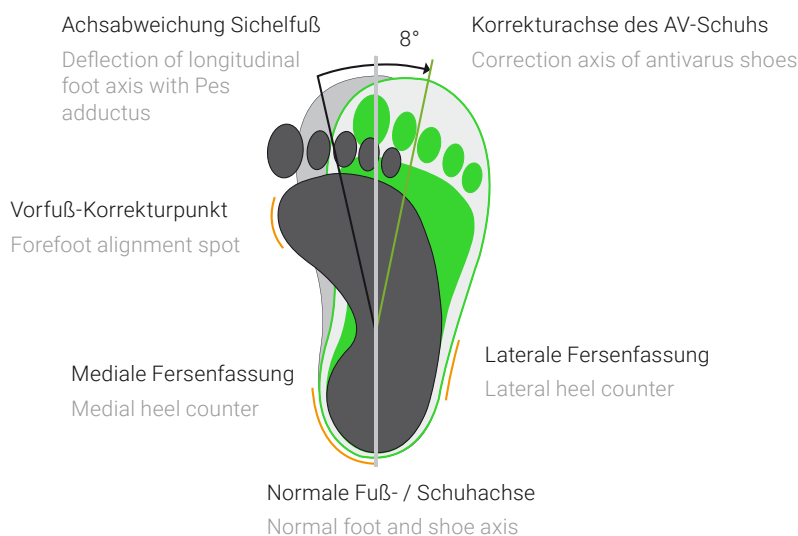 Achsabweichung Sichelfuß
Deflection of longitudinal
foot axis with Pes
adductus
8°
Korrekturachse des AV-Schuhs
Correction axis of antivarus shoes
Vorfuß-Korrekturpunkt
Forefoot alignment spot
Mediale Fersenfassung
Medial heel counter
Laterale Fersenfassung
Lateral heel counter
Normale Fuß- / Schuhachse
Normal foot and shoe axis